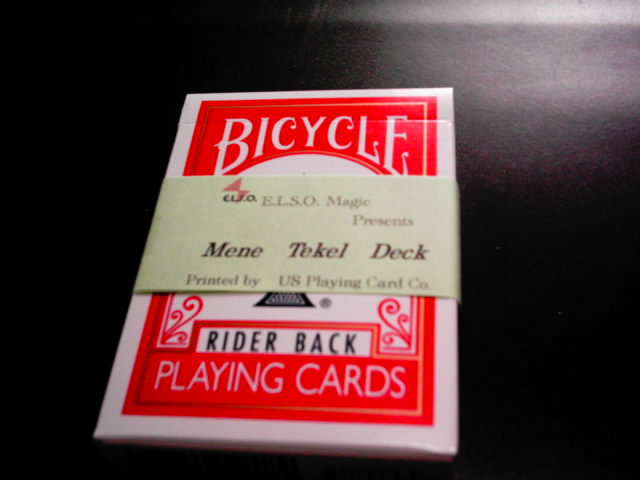 BICYCLE
E.L.S.O. E.L.S.O. Magic
Presents
Mene Tekel Deck
Printed by US Playing Card Co.
®
RIDER BACK
PLAYING CARDS